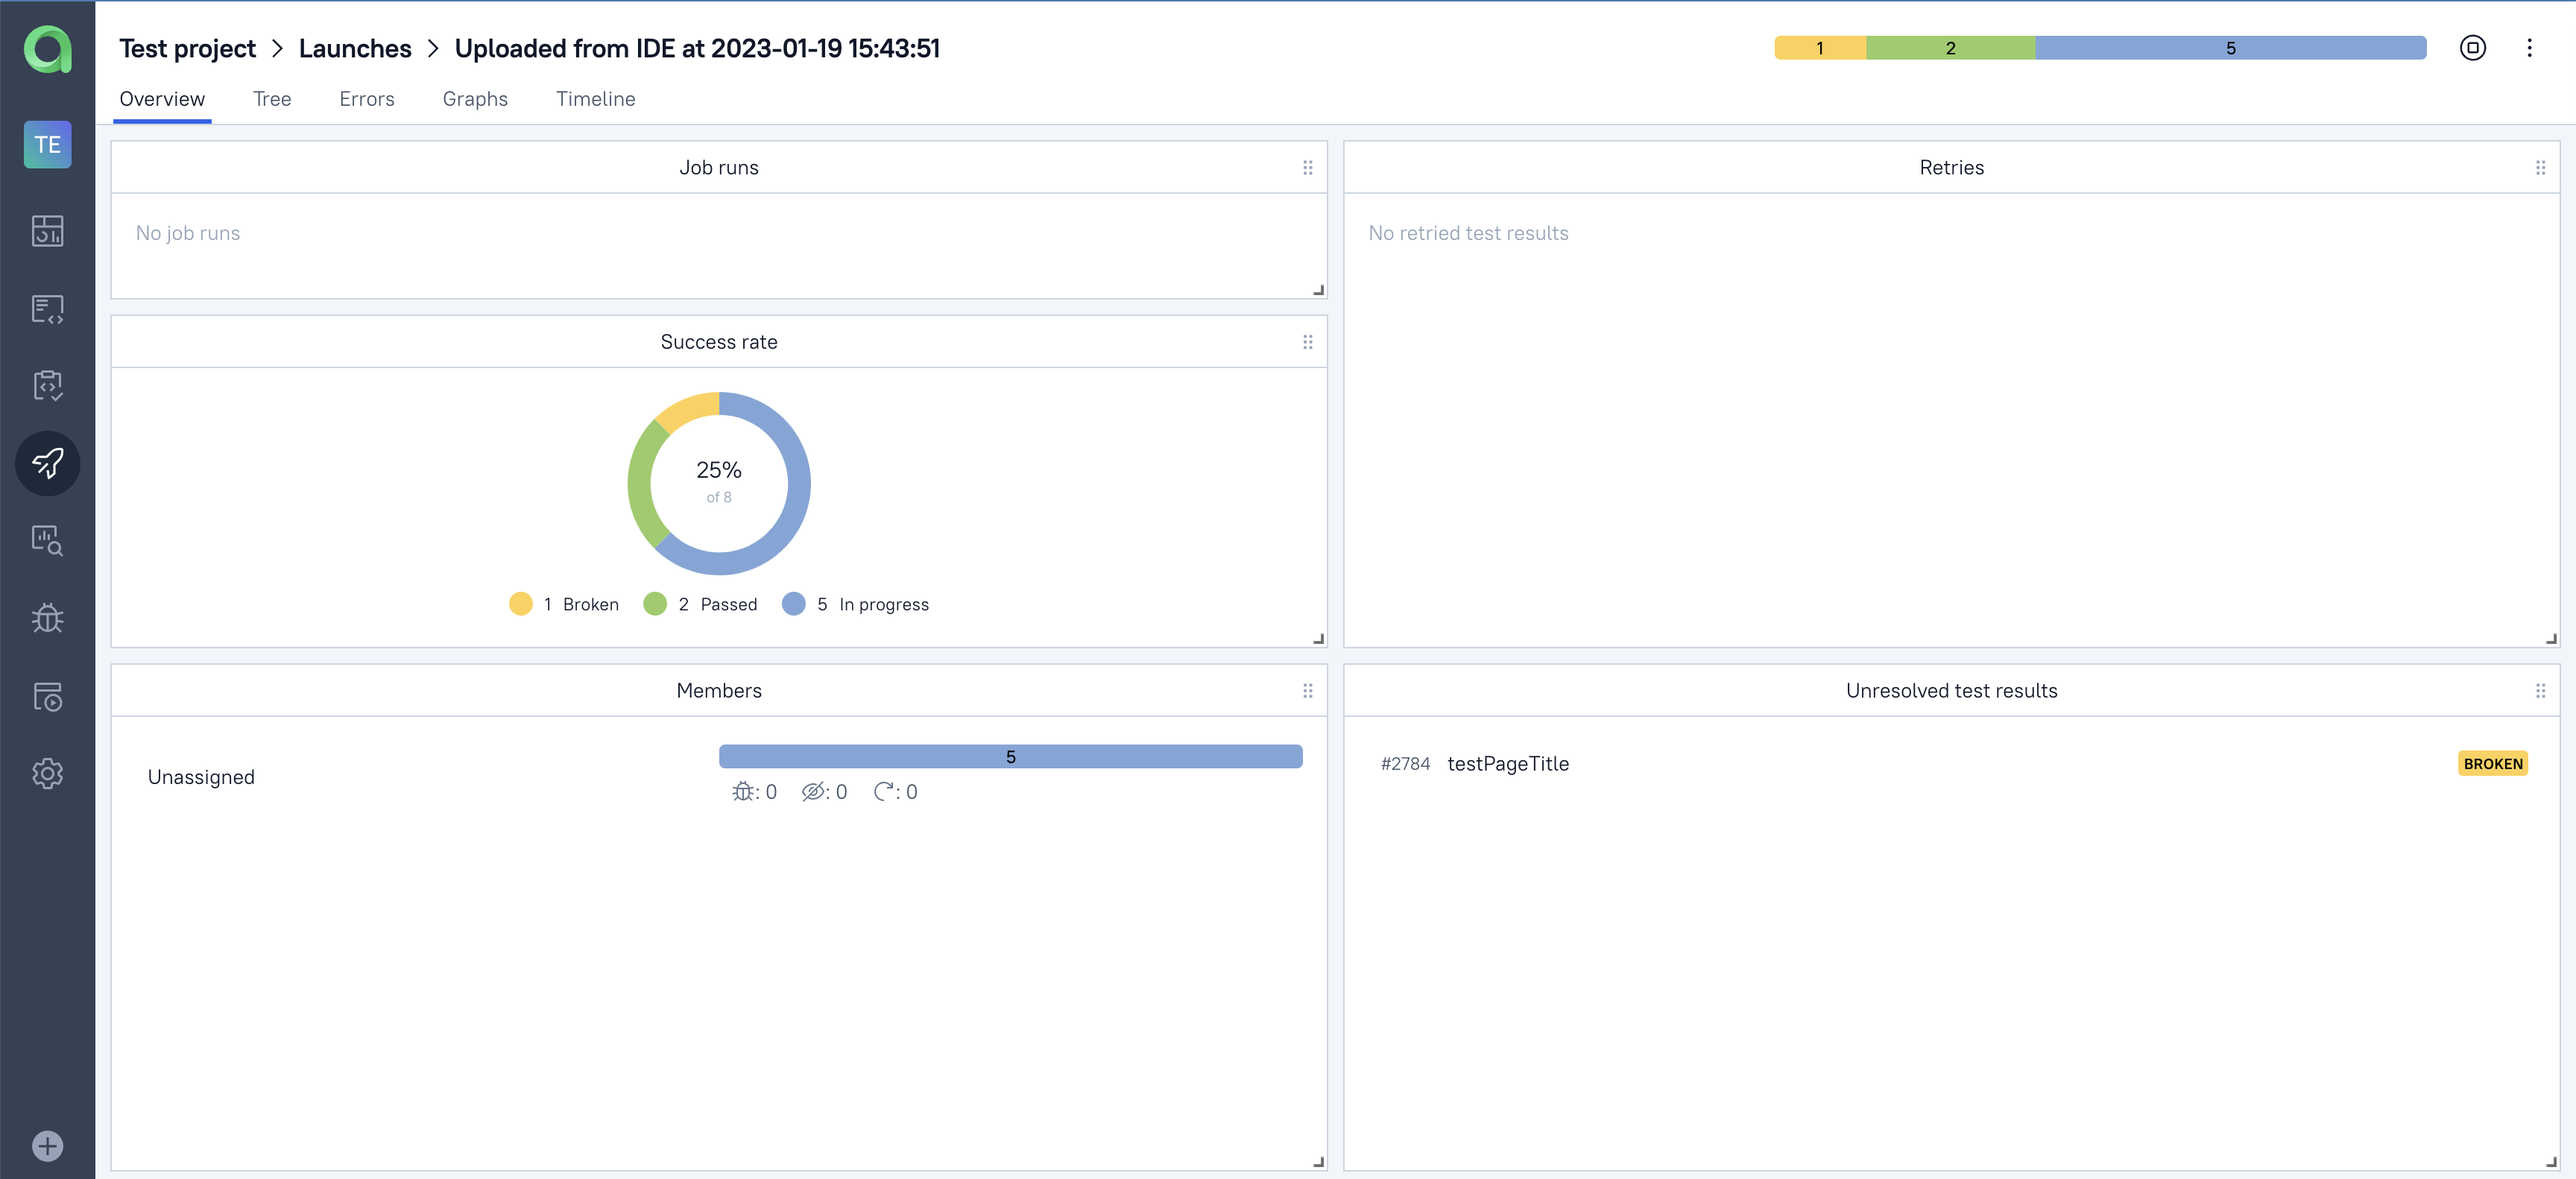 Test project > Launches > Uploaded from IDE at 2023-01-19 15:43:51
1 2 5
TE
Overview Tree Errors Graphs Timeline
Job runs
No job runs
Retries
No retried test results
Success rate
25%
of 8
1 Broken 2 Passed 5 In progress
Members
Unassigned
5
: 0 : 0 : 0
Unresolved test results
#2784 testPageTitle BROKEN